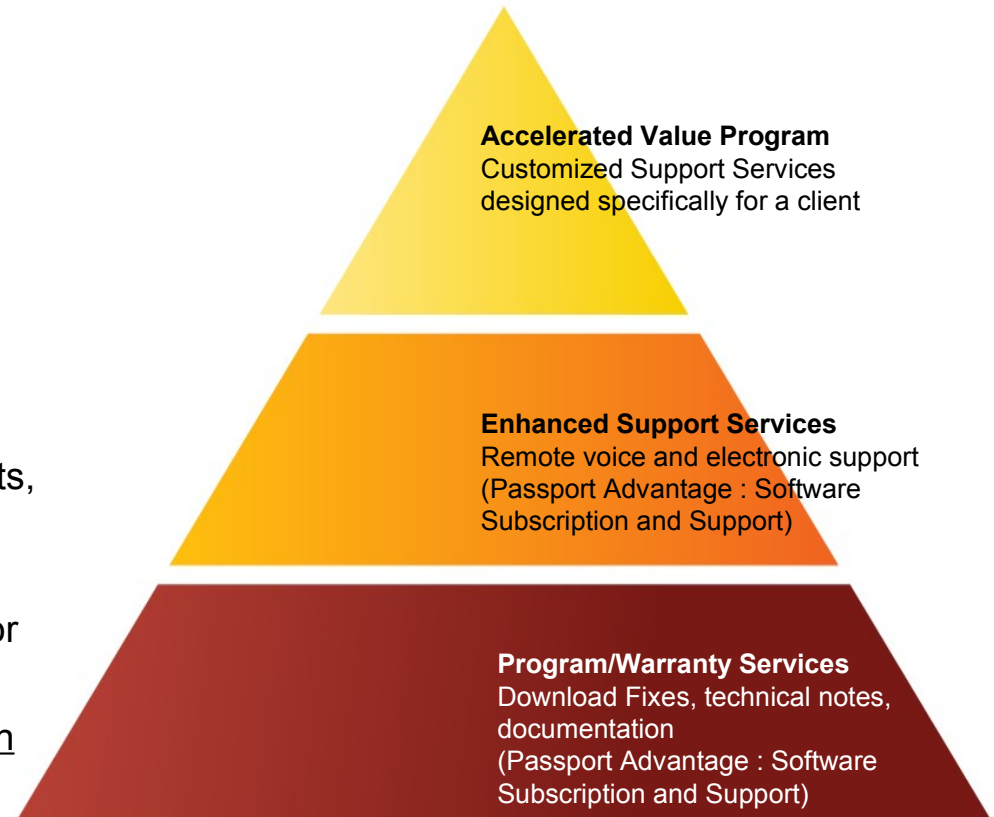 Accelerated Value Program
Customized Support Services
designed specifically for a client
Enhanced Support Services
Remote voice and electronic support
(Passport Advantage : Software
Subscription and Support)
Program/Warranty Services
Download Fixes, technical notes,
documentation
(Passport Advantage : Software
Subscription and Support)